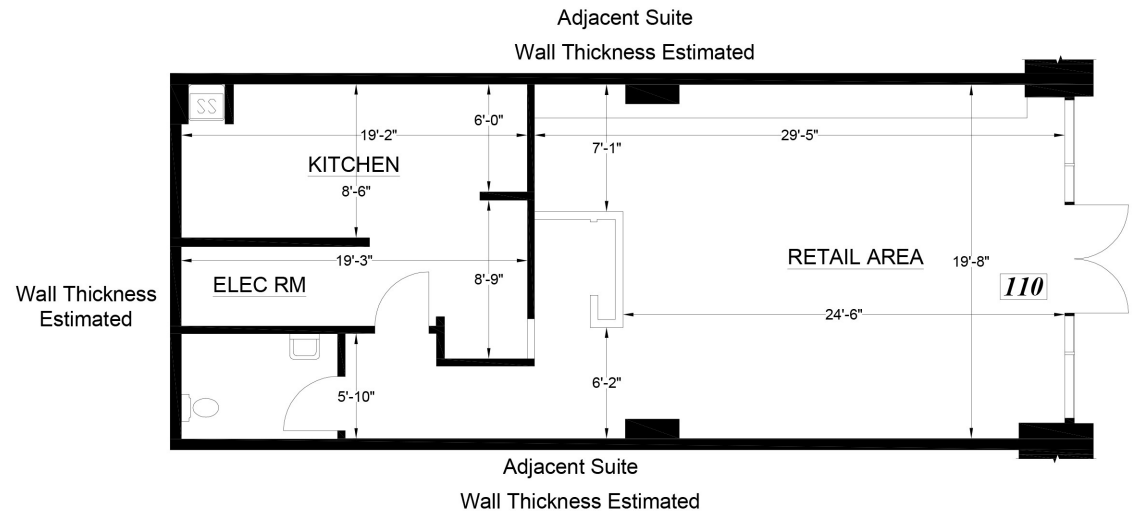 Adjacent Suite
Wall Thickness Estimated
6'-0"
19'-2"
29'-5"
7'-1"
KITCHEN
8'-6"
RETAIL AREA
19'-3"
19'-8"
8'-9"
ELEC RM
110
Wall Thickness
Estimated
24'-6"
6'-2"
5'-10"
Adjacent Suite
Wall Thickness Estimated